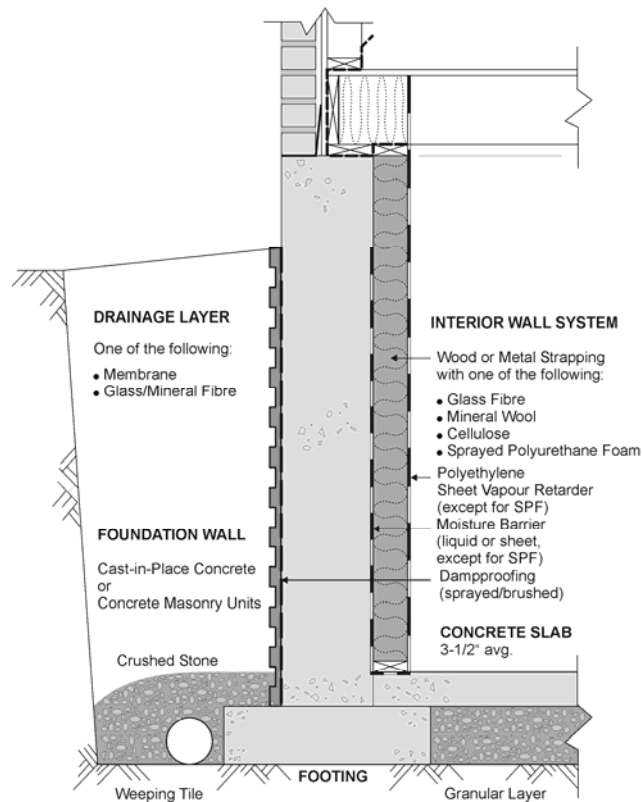 DRAINAGE LAYER
One of the following:
• Membrane
• Glass/Mineral Fibre
FOUNDATION WALL
Cast-in-Place Concrete
or
Concrete Masonry Units
Crushed Stone
INTERIOR WALL SYSTEM
Wood or Metal Strapping
with one of the following:
• Glass Fibre
• Mineral Wool
• Cellulose
• Sprayed Polyurethane Foam
Polyethylene
Sheet Vapour Retarder
(except for SPF)
Moisture Barrier
(liquid or sheet,
except for SPF)
Dampproofing
(sprayed/brushed)
CONCRETE SLAB
3-1/2" avg.
FOOTING
Weeping Tile
Granular Layer